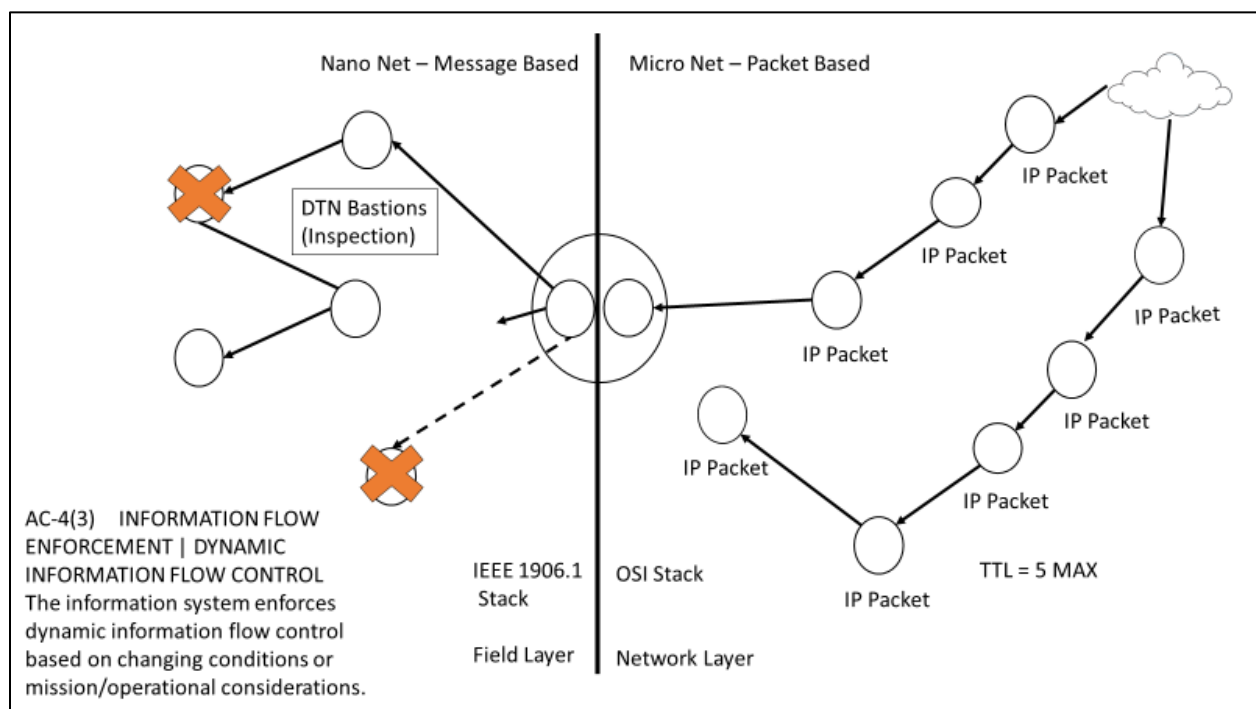 Nano Net – Message Based
Micro Net – Packet Based
IP Packet
IP Packet
IP Packet
DTN Bastions
(Inspection)
IP Packet
IP Packet
IP Packet
IP Packet
IP Packet
AC-4(3) INFORMATION FLOW
ENFORCEMENT | DYNAMIC
INFORMATION FLOW CONTROL
The information system enforces
dynamic information flow control
based on changing conditions or
mission/operational considerations.
IEEE 1906.1
Stack
Field Layer
OSI Stack
Network Layer
TTL = 5 MAX